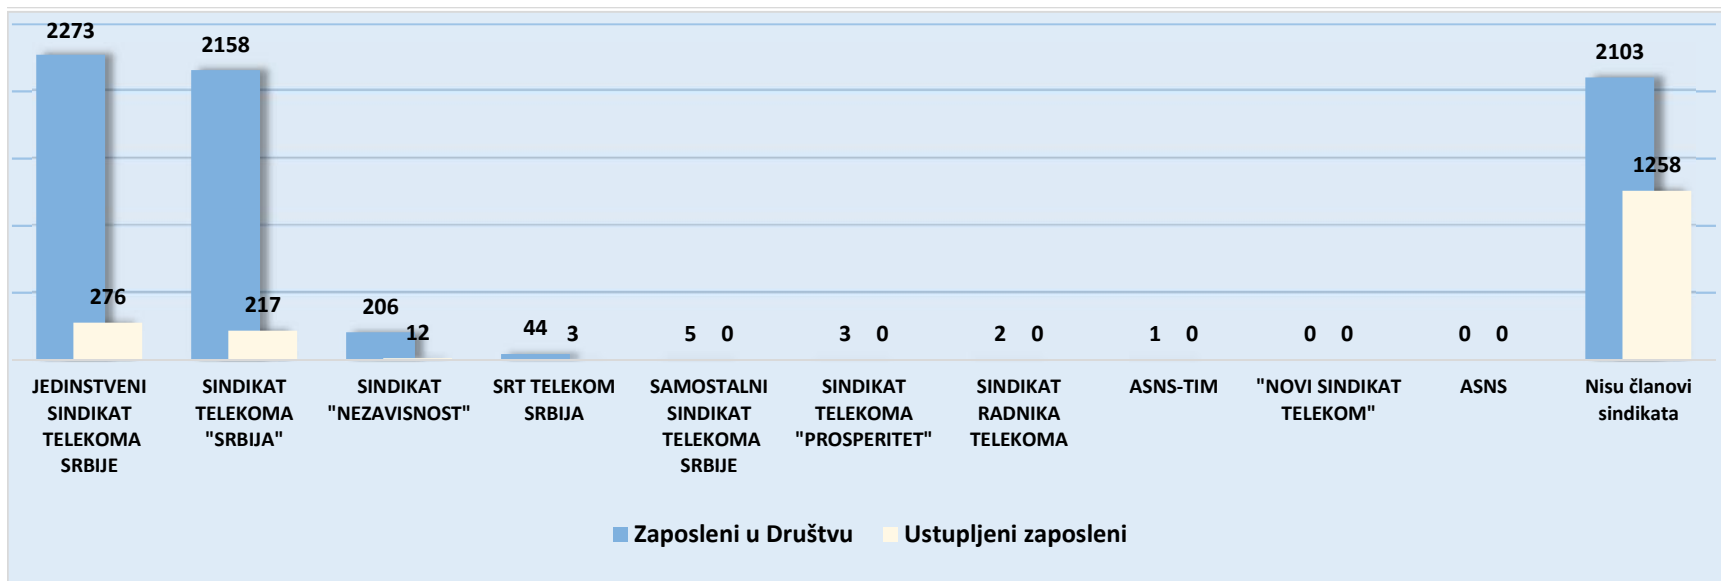 2273
276
2158
217
206
12
44
3
5
0
3
0
2
0
1
0
0
0
0
0
2103
1258
JEDINSTVENI
SINDIKAT
TELEKOMA
SRBIJE
SINDIKAT
TELEKOMA
"SRBIJA"
SINDIKAT
"NEZAVISNOST"
SRT TELEKOM
SRBIJA
SAMOSTALNI
SINDIKAT
TELEKOMA
SRBIJE
SINDIKAT
TELEKOMA
"PROSPERITET"
SINDIKAT
RADNIKA
TELEKOMA
ASNS-TIM
"NOVI SINDIKAT
TELEKOM"
ASNS
Nisu članovi
sindikata
Zaposleni u Društvu
Ustupljeni zaposleni